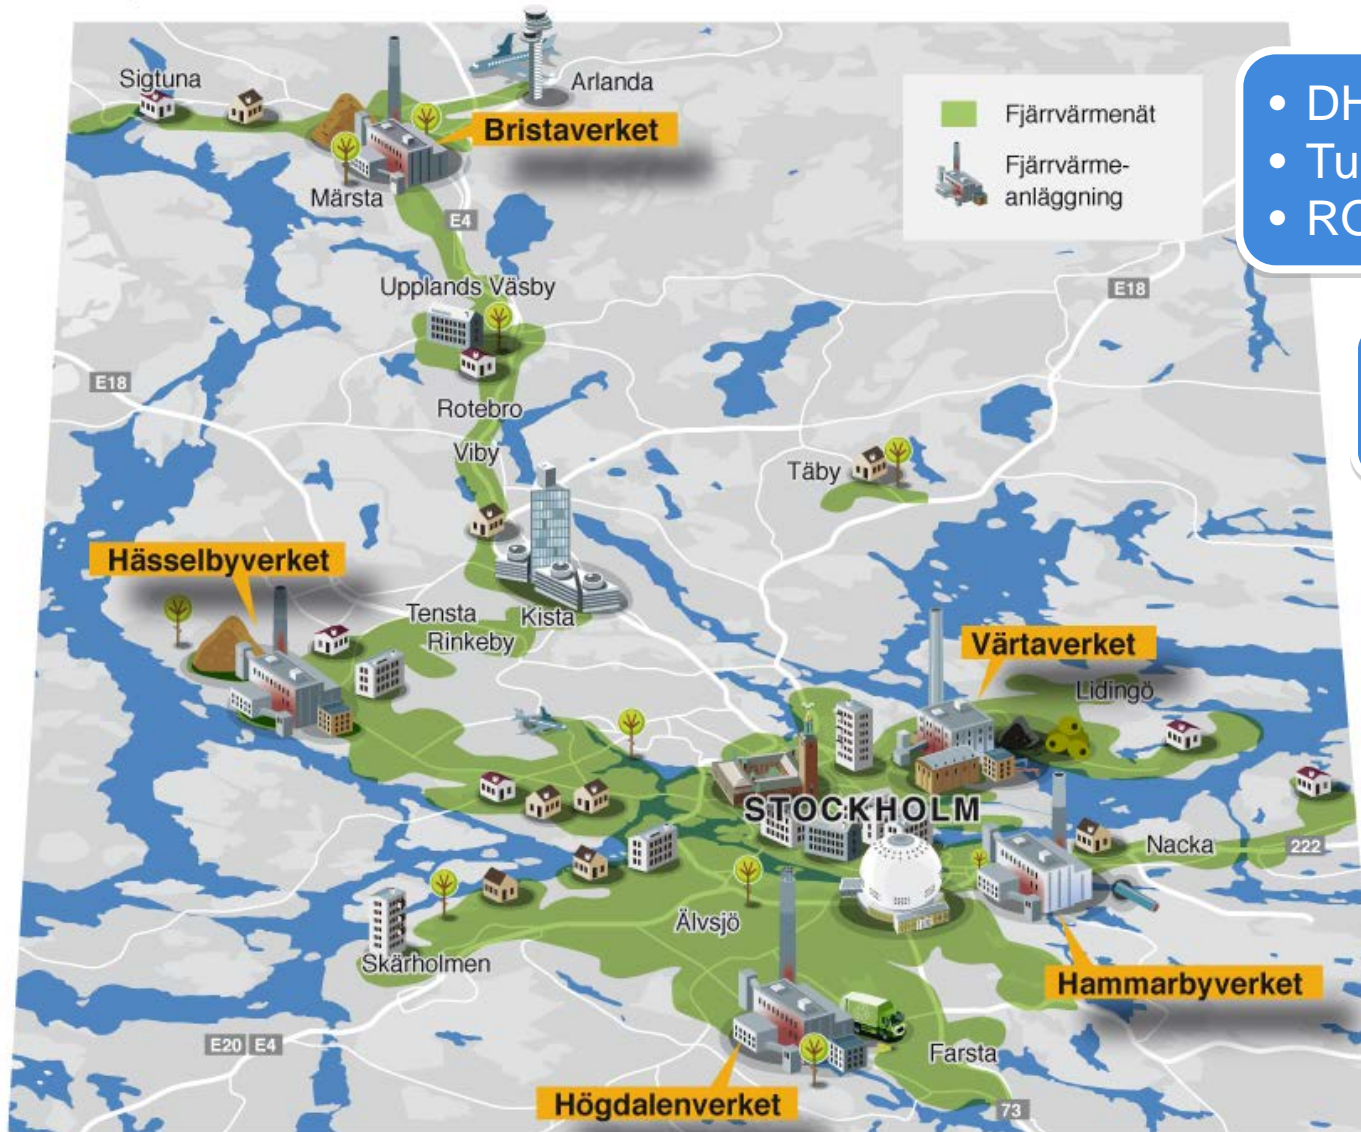 Sigtuna
Arlanda
Bristaverket
Märsta
E4
Fjärrvärmenät
Fjärrvärme-
anläggning
• DH
• Tu
• RC
Upplands Väsby
E18
E18
Rotebro
Viby
Täby
Hässelbyverket
Tensta
Rinkeby
Kista
Värtaverket
Lidingö
STOCKHOLM
Nacka
222
Älvsjö
Skärholmen
Hammarbyverket
E20 E4
Farsta
Högdalenverket
73